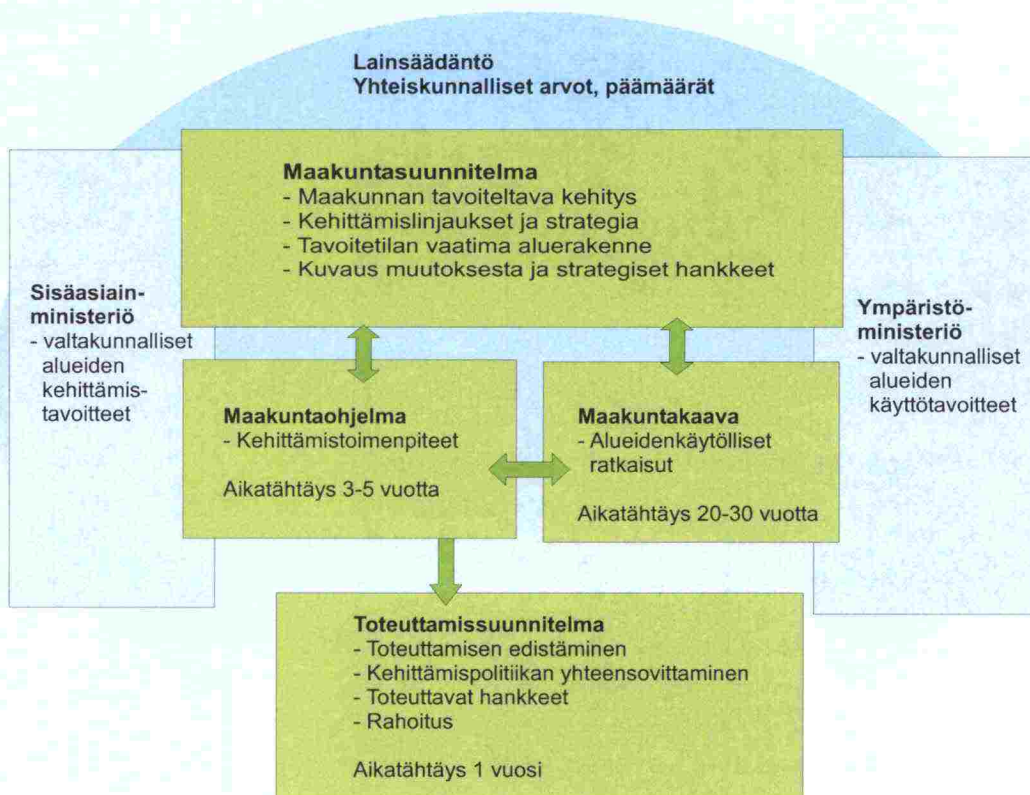 Lainsäädäntö
Yhteiskunnalliset arvot, päämäärät
Maakuntasuunnitelma
- Maakunnan tavoiteltava kehitys
- Kehittämislinjaukset ja strategia
- Tavoitetilan vaatima aluerakenne
- Kuvaus muutoksesta ja strategiset hankkeet
Sisäasiain-
ministeriö
- valtakunnalliset
alueiden
kehittämis-
tavoitteet
Ympäristö-
ministeriö
- valtakunnalliset
alueiden
käyttötavoitteet
Maakuntaohjelma
- Kehittämistoimenpiteet
Aikatähtäys 3-5 vuotta
Maakuntakaava
- Alueidenkäytölliset
ratkaisut
Aikatähtäys 20-30 vuotta
Toteuttamissuunnitelma
- Toteuttamisen edistäminen
- Kehittämispolitiikan yhteensovittaminen
- Toteuttavat hankkeet
- Rahoitus
Aikatähtäys 1 vuosi